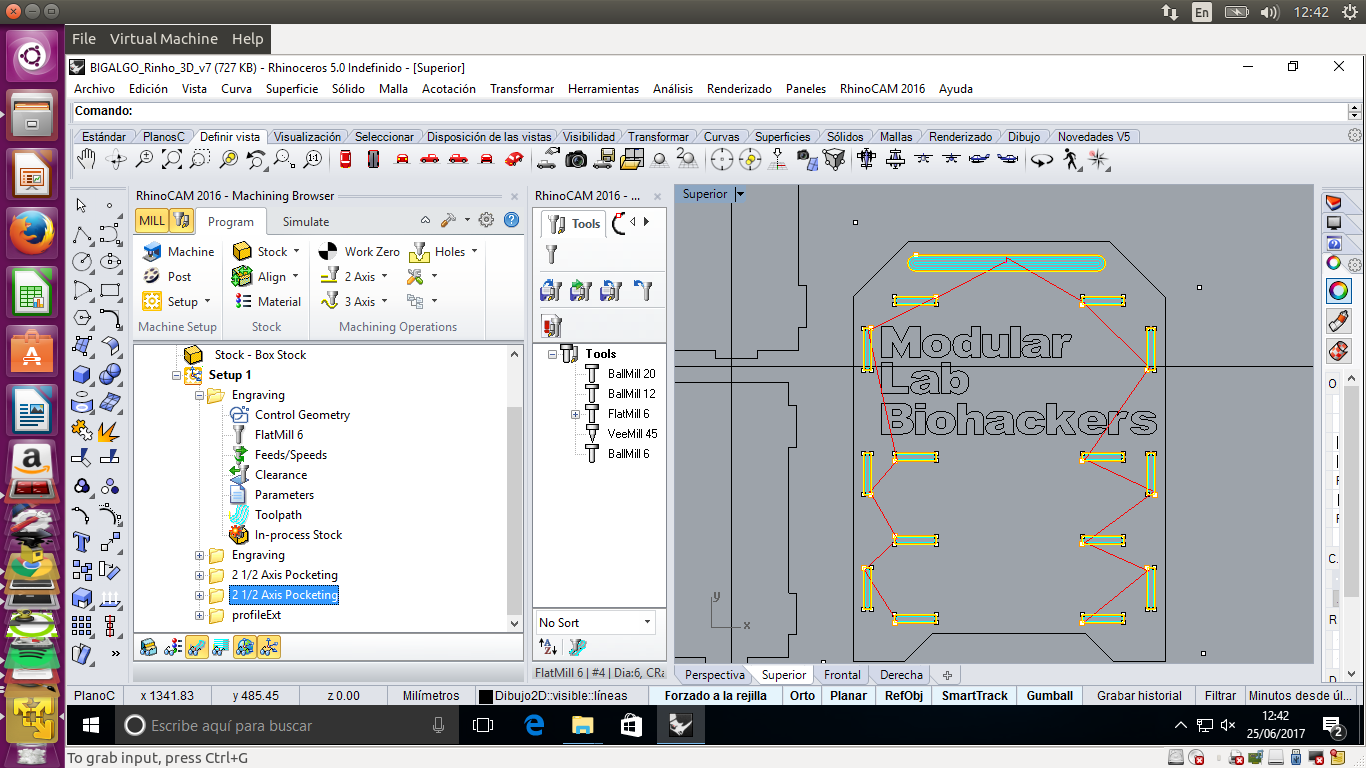 En 12:42
File Virtual Machine Help
BIGALGO_Rinho_3D_v7 (727 KB) - Rhinoceros 5.0 Indefinido - [Superior]
Archivo Edición Vista Curva Superficie Sólido Malla Acotación Transformar Herramientas Análisis Renderizado Paneles RhinoCAM 2016 Ayuda
Comando:
Estándar PlanosC Definir vista Visualización Seleccionar Disposición de las vistas Visibilidad Transformar Curvas Superficies Sólidos Mallas Renderizado Dibujo Novedades V5
RhinoCAM 2016 - Machining Browser
RhinoCAM 2016 - ...
Superior
MILL Program Simulate
Tools
Machine Stock Work Zero Holes
Post Align 2 Axis
Setup Material 3 Axis
Machine Setup Stock Machining Operations
Stock - Box Stock
Setup 1
Engraving
Control Geometry
FlatMill 6
Feeds/Speeds
Clearance
Parameters
Toolpath
In-process Stock
Engraving
2 1/2 Axis Pocketing
2 1/2 Axis Pocketing
profileExt
Tools
BallMill 20
BallMill 12
FlatMill 6
VeeMill 45
BallMill 6
No Sort
FlatMill 6 | #4 | Dia:6, CRa
Modular
Lab
Biohackers
y
x
O
C.
R
Perspectiva Superior Frontal Derecha
PlanoC x 1341.83 y 485.45 z 0.00 Milímetros Dibujo2D::visible::líneas Forzado a la rejilla Orto Planar RefObj SmartTrack Gumball Grabar historial Filtrar Minutos desde úl...
Escribe aquí para buscar
12:42
25/06/2017
2
To grab input, press Ctrl+G